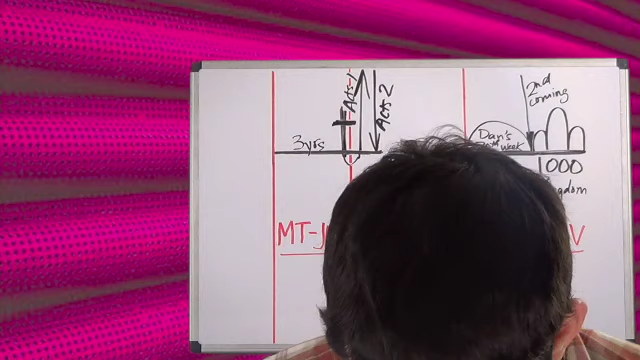 Acts 1
Acts 2
2nd
coming
3yrs
Dan's
week
1000
MT-J
V